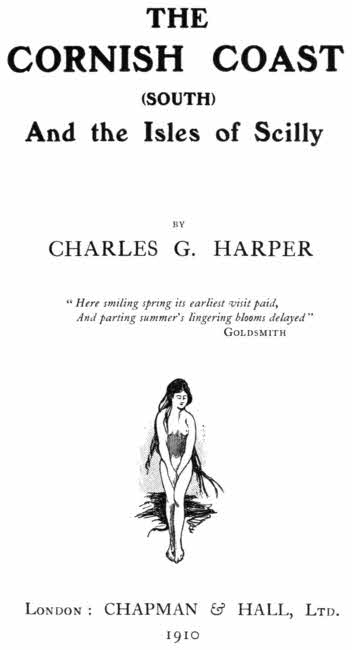 THE
CORNISH COAST
(SOUTH)
And the Isles of Scilly
BY
CHARLES G. HARPER
“Here smiling spring its earliest visit paid,
And parting summer’s lingering blooms delayed”
GOLDSMITH
LONDON: CHAPMAN & HALL, LTD.
1910